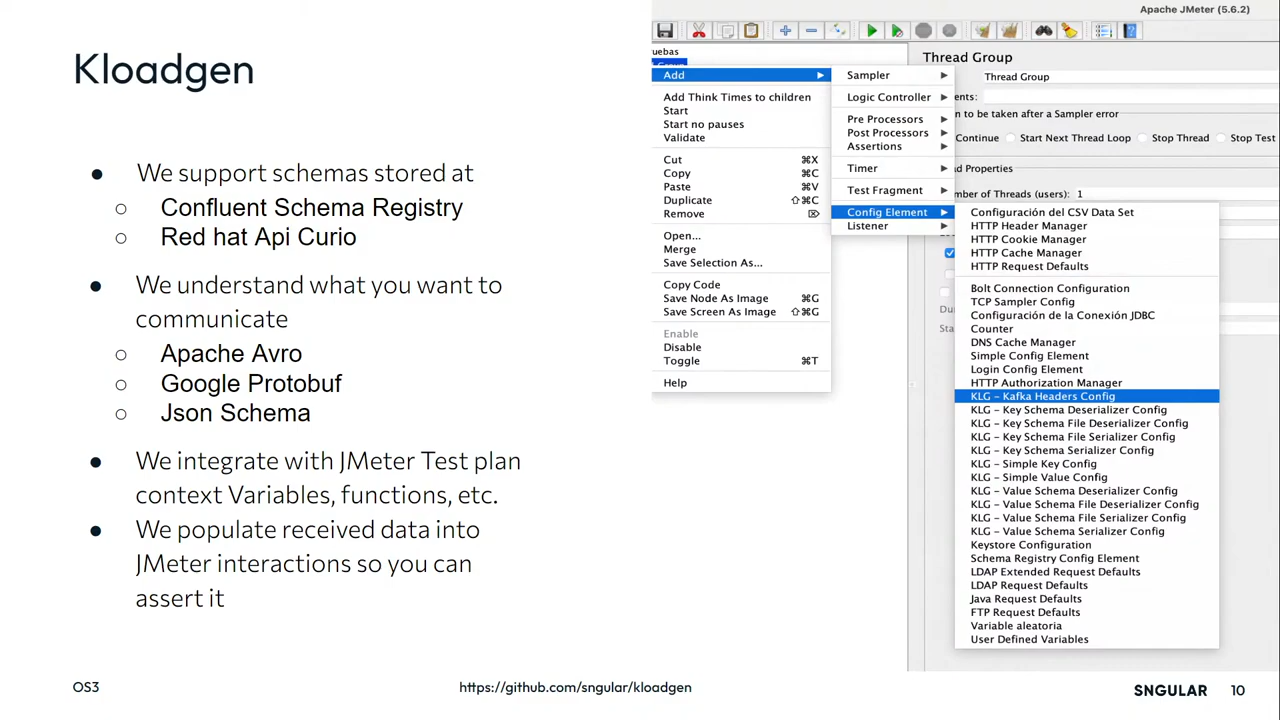 Kloadgen
● We support schemas stored at
○ Confluent Schema Registry
○ Red hat Api Curio
● We understand what you want to
communicate
○ Apache Avro
○ Google Protobuf
○ Json Schema
● We integrate with JMeter Test plan
context Variables, functions, etc.
● We populate received data into
JMeter interactions so you can
assert it
Apache JMeter (5.6.2)
uebas
Add
Add Think Times to children
Start
Start no pauses
Validate
Cut ⌘X
Copy ⌘C
Paste ⌘V
Duplicate ⇧⌘C
Remove ⌦
Open...
Merge
Save Selection As...
Copy Code
Save Node As Image ⌘G
Save Screen As Image ⇧⌘G
Enable
Disable
Toggle ⌘T
Help
Sampler
Logic Controller
Pre Processors
Post Processors
Assertions
Timer
Test Fragment
Config Element
Listener
Thread Group
Thread Group
ents:
n to be taken after a Sampler error
Continue Start Next Thread Loop Stop Thread Stop Test
d Properties
mber of Threads (users): 1
Configuración del CSV Data Set
HTTP Header Manager
HTTP Cookie Manager
HTTP Cache Manager
HTTP Request Defaults
Bolt Connection Configuration
TCP Sampler Config
Configuración de la Conexión JDBC
Counter
DNS Cache Manager
Simple Config Element
Login Config Element
HTTP Authorization Manager
KLG – Kafka Headers Config
KLG – Key Schema Deserializer Config
KLG – Key Schema File Deserializer Config
KLG – Key Schema File Serializer Config
KLG – Key Schema Serializer Config
KLG – Simple Key Config
KLG – Simple Value Config
KLG – Value Schema Deserializer Config
KLG – Value Schema File Deserializer Config
KLG – Value Schema File Serializer Config
KLG – Value Schema Serializer Config
Keystore Configuration
Schema Registry Config Element
LDAP Extended Request Defaults
LDAP Request Defaults
Java Request Defaults
FTP Request Defaults
Variable aleatoria
User Defined Variables
Du
Sta
OS3
https://github.com/sngular/kloadgen
SNGULAR 10